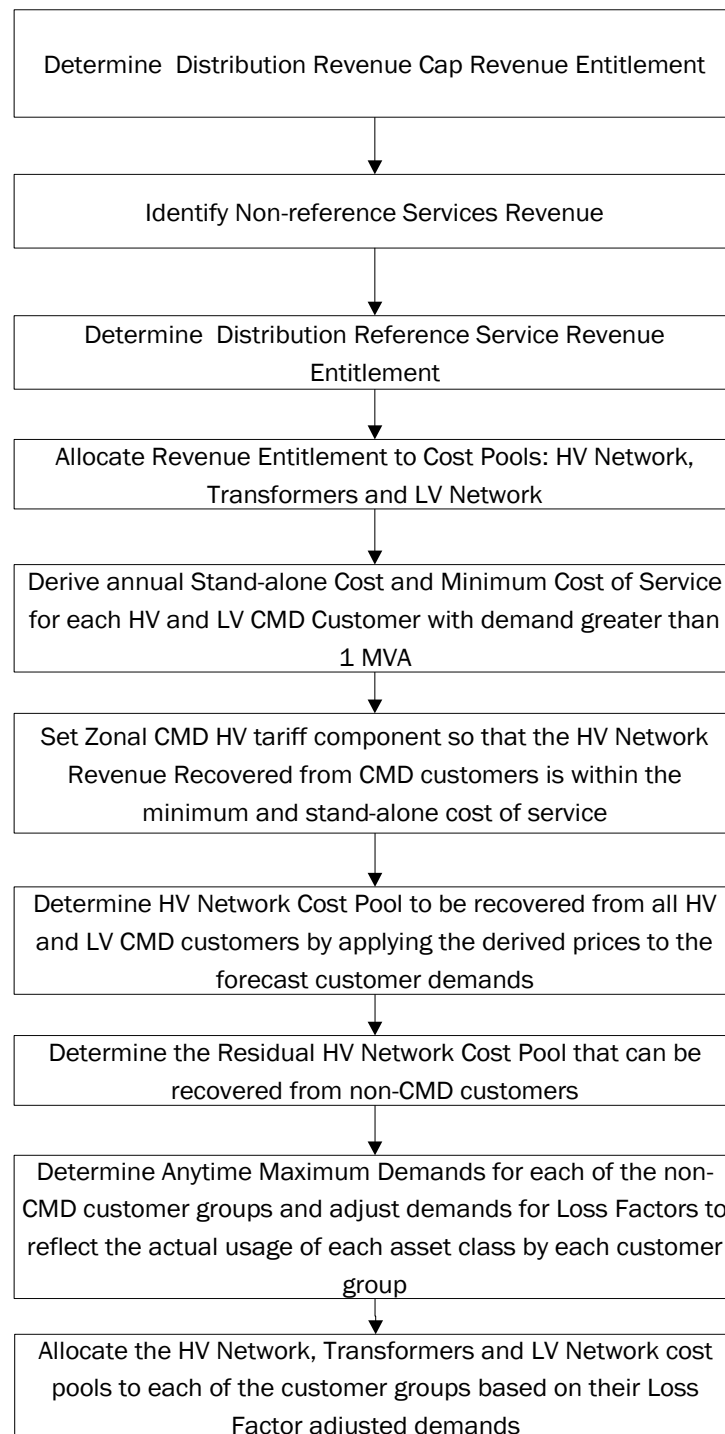 Determine Distribution Revenue Cap Revenue Entitlement
Identify Non-reference Services Revenue
Determine Distribution Reference Service Revenue
Entitlement
Allocate Revenue Entitlement to Cost Pools: HV Network,
Transformers and LV Network
Derive annual Stand-alone Cost and Minimum Cost of Service
for each HV and LV CMD Customer with demand greater than
1 MVA
Set Zonal CMD HV tariff component so that the HV Network
Revenue Recovered from CMD customers is within the
minimum and stand-alone cost of service
Determine HV Network Cost Pool to be recovered from all HV
and LV CMD customers by applying the derived prices to the
forecast customer demands
Determine the Residual HV Network Cost Pool that can be
recovered from non-CMD customers
Determine Anytime Maximum Demands for each of the non-
CMD customer groups and adjust demands for Loss Factors to
reflect the actual usage of each asset class by each customer
group
Allocate the HV Network, Transformers and LV Network cost
pools to each of the customer groups based on their Loss
Factor adjusted demands